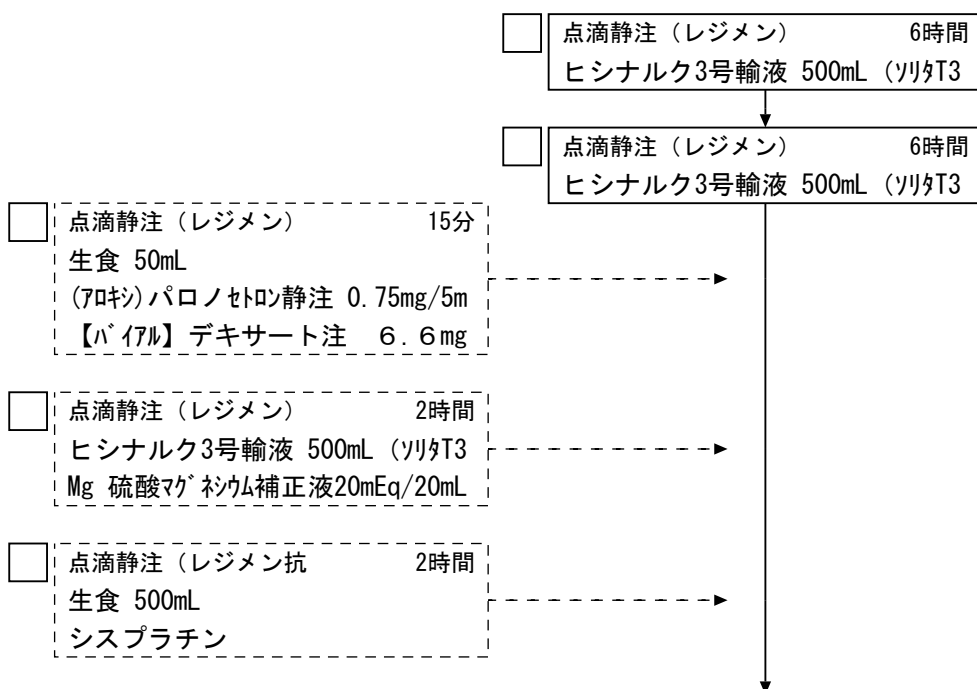 点滴静注（レジメン） 6時間
ヒシナルク3号輸液 500mL（ｿﾘﾀT3
点滴静注（レジメン） 6時間
ヒシナルク3号輸液 500mL（ｿﾘﾀT3
点滴静注（レジメン） 15分
生食 50mL
(ｱﾛｷｼ)パロノｾﾄﾛﾝ静注 0.75mg/5m
【ﾊﾞｲｱﾙ】デキサート注　６.６mg
点滴静注（レジメン） 2時間
ヒシナルク3号輸液 500mL（ｿﾘﾀT3
Mg 硫酸ﾏｸﾞﾈｼｳﾑ補正液20mEq/20mL
点滴静注（レジメン抗 2時間
生食 500mL
シスプラチン